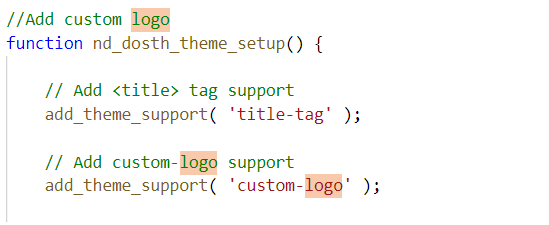 //Add custom logo
function nd_dosth_theme_setup() {
// Add <title> tag support
add_theme_support( 'title-tag' );
// Add custom-logo support
add_theme_support( 'custom-logo' );